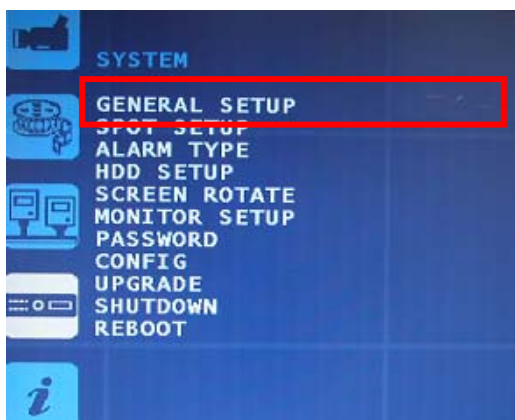 SYSTEM
GENERAL SETUP
SPOT SETUP
ALARM TYPE
HDD SETUP
SCREEN ROTATE
MONITOR SETUP
PASSWORD
CONFIG
UPGRADE
SHUTDOWN
REBOOT
i